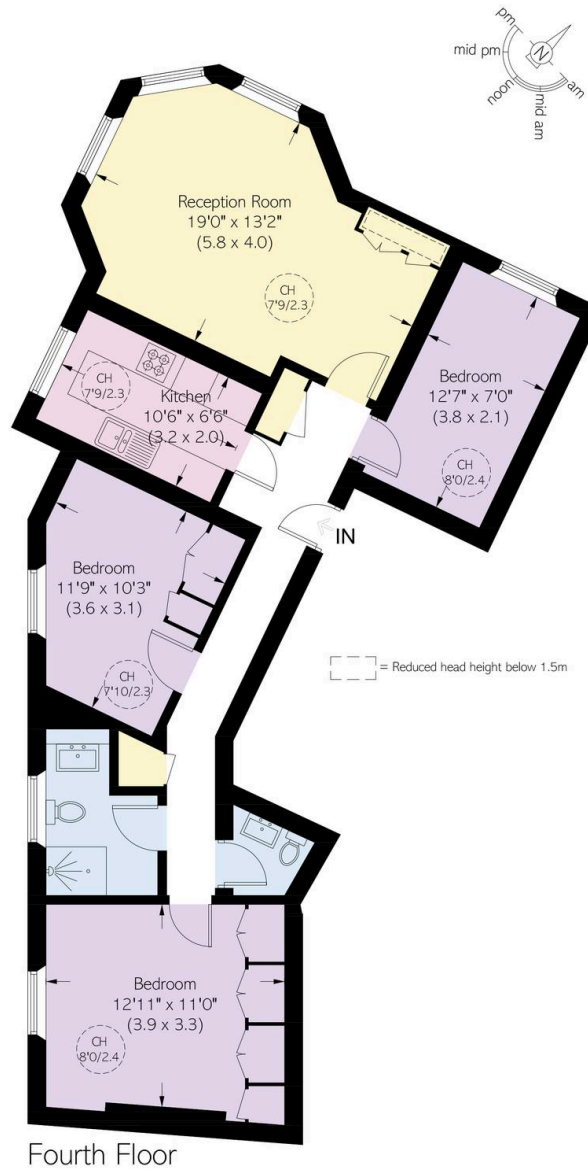 pm
mid pm
N
noon
mid am
am
Reception Room
19'0" x 13'2"
(5.8 x 4.0)
CH
7'9/2.3
CH
7'9/2.3
Kitchen
10'6" x 6'6"
(3.2 x 2.0)
Bedroom
12'7" x 7'0"
(3.8 x 2.1)
CH
8'0/2.4
IN
Bedroom
11'9" x 10'3"
(3.6 x 3.1)
CH
7'10/2.3
= Reduced head height below 1.5m
Bedroom
12'11" x 11'0"
(3.9 x 3.3)
CH
8'0/2.4
Fourth Floor